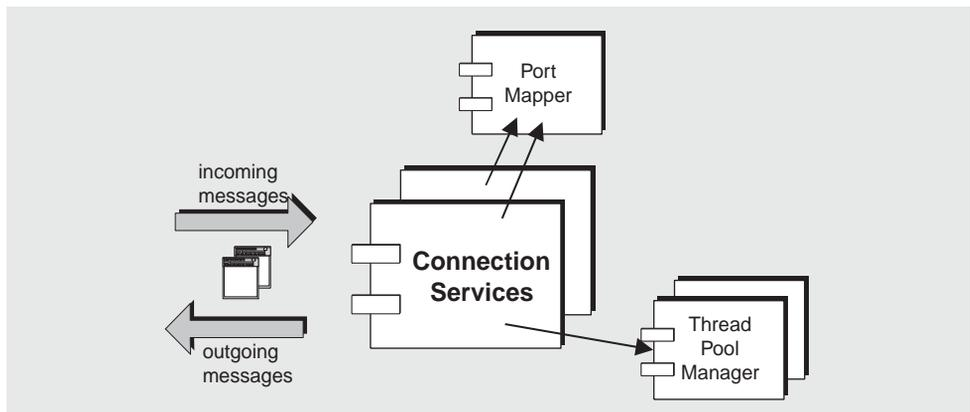 Port
Mapper
incoming
messages
Connection
Services
outgoing
messages
Thread
Pool
Manager